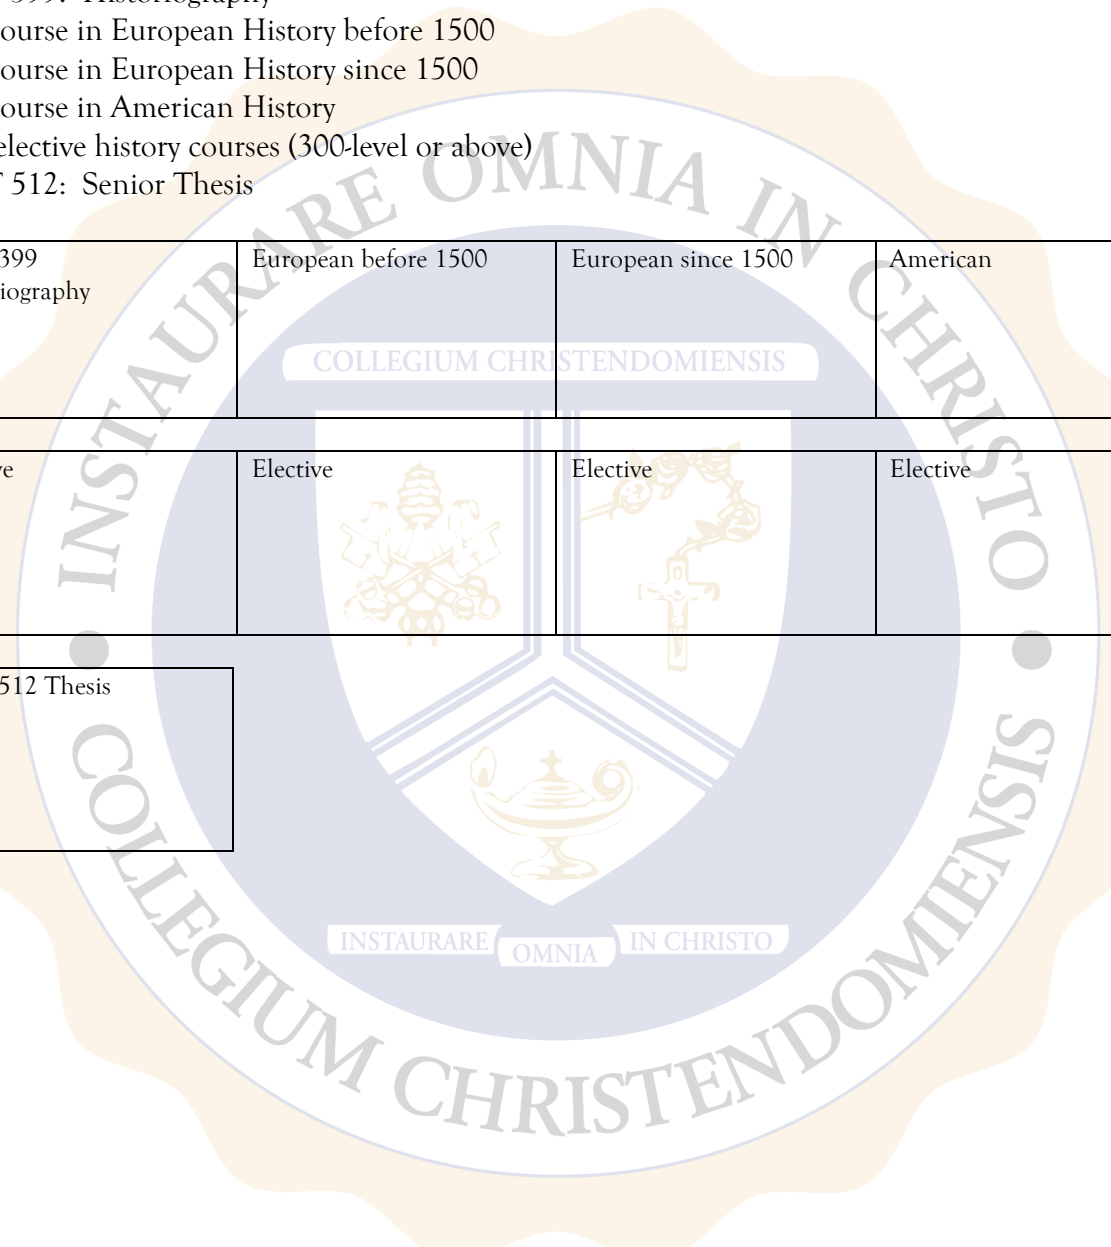 399: Historiography
ourse in European History before 1500
ourse in European History since 1500
ourse in American History
elective history courses (300-level or above)
T 512: Senior Thesis
399
iography
European before 1500
European since 1500
American
ve
Elective
Elective
Elective
512 Thesis
INSTAURARE OMNIA IN CHRISTO
COLLEGIUM CHRISTENDOMIENSIS
COLLEGIUM CHRISTENDOMIENSIS
INSTAURARE OMNIA IN CHRISTO